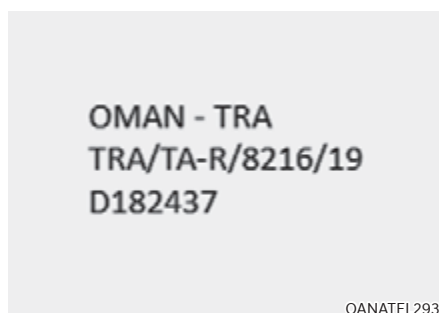 OMAN - TRA
TRA/TA-R/8216/19
D182437
OANATEL293